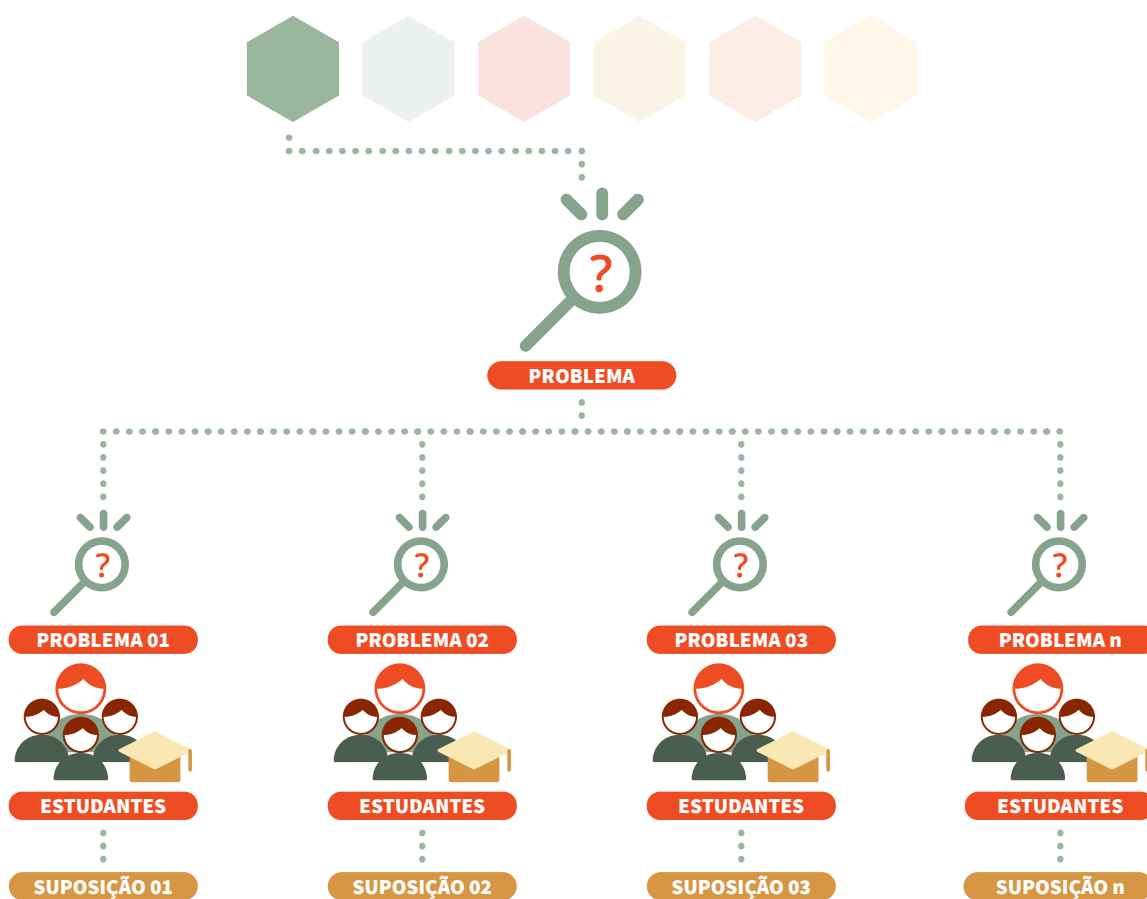 ?
PROBLEMA
? ? ? ?
PROBLEMA 01 PROBLEMA 02 PROBLEMA 03 PROBLEMA n
ESTUDANTES ESTUDANTES ESTUDANTES ESTUDANTES
SUPOSIÇÃO 01 SUPOSIÇÃO 02 SUPOSIÇÃO 03 SUPOSIÇÃO n